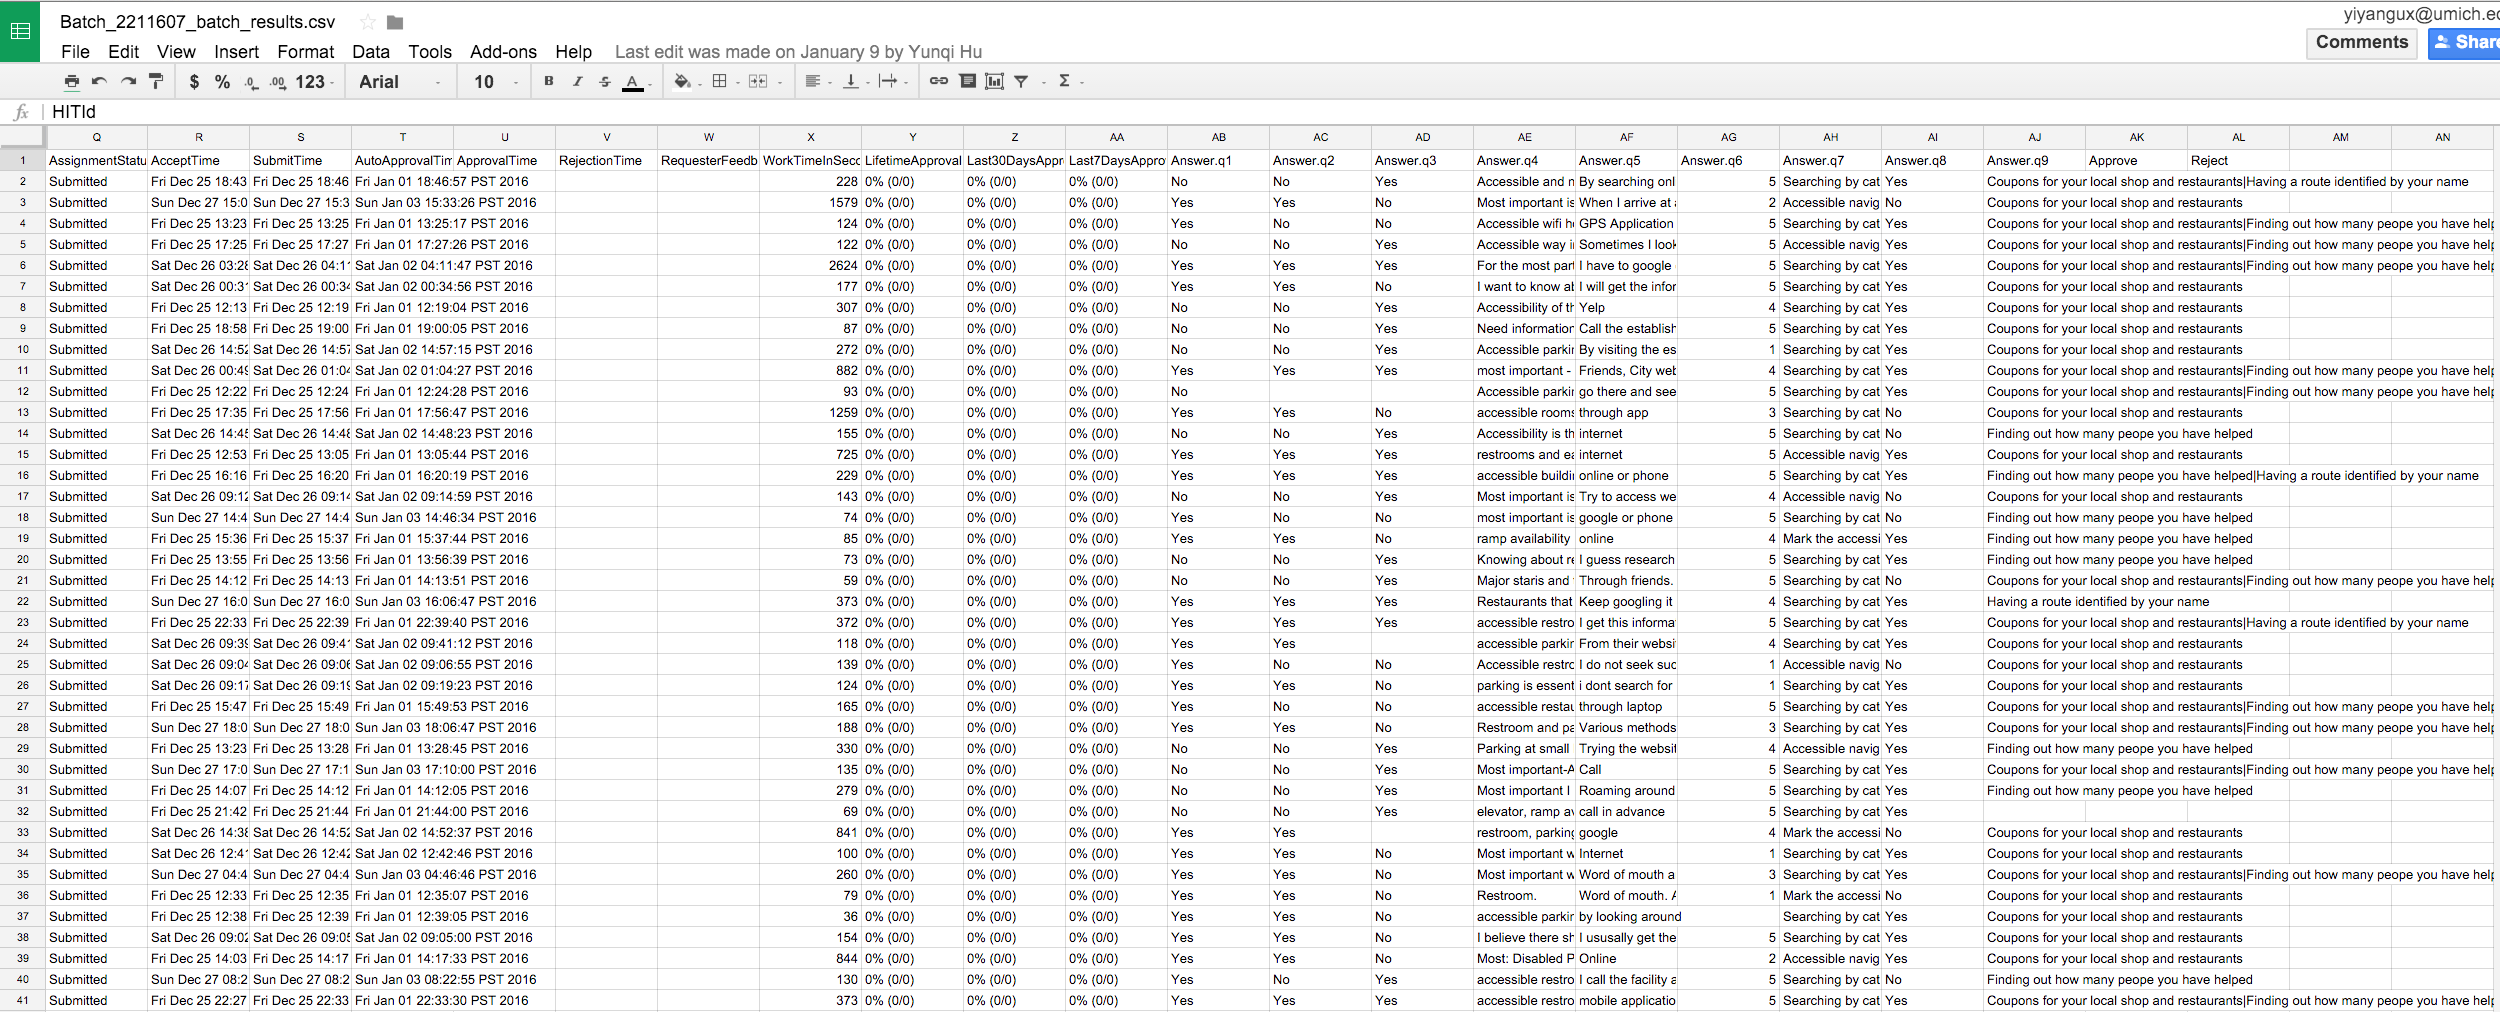 Batch_2211607_batch_results.csv
yiyangux@umich.ed
File Edit View Insert Format Data Tools Add-ons Help Last edit was made on January 9 by Yunqi Hu
Comments Share
$ % .0 .00 123 Arial 10 B I S A Σ
fx HITId
Q R S T U V W X Y Z AA AB AC AD AE AF AG AH AI AJ AK AL AM AN
1 AssignmentStatu AcceptTime SubmitTime AutoApprovalTim ApprovalTime RejectionTime RequesterFeedb WorkTimeInSecc LifetimeApproval Last30DaysAppr Last7DaysAppro Answer.q1 Answer.q2 Answer.q3 Answer.q4 Answer.q5 Answer.q6 Answer.q7 Answer.q8 Answer.q9 Approve Reject
2 Submitted Fri Dec 25 18:43 Fri Dec 25 18:46 Fri Jan 01 18:46:57 PST 2016 228 0% (0/0) 0% (0/0) 0% (0/0) No No Yes Accessible and n By searching onl 5 Searching by cat Yes Coupons for your local shop and restaurants|Having a route identified by your name
3 Submitted Sun Dec 27 15:0 Sun Dec 27 15:3 Sun Jan 03 15:33:26 PST 2016 1579 0% (0/0) 0% (0/0) 0% (0/0) Yes Yes No Most important is When I arrive at a 2 Accessible navig No Coupons for your local shop and restaurants
4 Submitted Fri Dec 25 13:23 Fri Dec 25 13:25 Fri Jan 01 13:25:17 PST 2016 124 0% (0/0) 0% (0/0) 0% (0/0) Yes No No Accessible wifi h GPS Application 5 Searching by cat Yes Coupons for your local shop and restaurants|Finding out how many peope you have help
5 Submitted Fri Dec 25 17:25 Fri Dec 25 17:27 Fri Jan 01 17:27:26 PST 2016 122 0% (0/0) 0% (0/0) 0% (0/0) No No Yes Accessible way i Sometimes I look 5 Accessible navig Yes Coupons for your local shop and restaurants|Finding out how many peope you have help
6 Submitted Sat Dec 26 03:28 Sat Dec 26 04:11 Sat Jan 02 04:11:47 PST 2016 2624 0% (0/0) 0% (0/0) 0% (0/0) Yes Yes Yes For the most part I have to google 5 Searching by cat Yes Coupons for your local shop and restaurants|Finding out how many peope you have help
7 Submitted Sat Dec 26 00:31 Sat Dec 26 00:34 Sat Jan 02 00:34:56 PST 2016 177 0% (0/0) 0% (0/0) 0% (0/0) Yes Yes No I want to know ab I will get the infor 5 Searching by cat Yes Coupons for your local shop and restaurants
8 Submitted Fri Dec 25 12:13 Fri Dec 25 12:19 Fri Jan 01 12:19:04 PST 2016 307 0% (0/0) 0% (0/0) 0% (0/0) No No Yes Accessibility of th Yelp 4 Searching by cat Yes Coupons for your local shop and restaurants
9 Submitted Fri Dec 25 18:58 Fri Dec 25 19:00 Fri Jan 01 19:00:05 PST 2016 87 0% (0/0) 0% (0/0) 0% (0/0) No No Yes Need information Call the establish 5 Searching by cat Yes Coupons for your local shop and restaurants
10 Submitted Sat Dec 26 14:52 Sat Dec 26 14:57 Sat Jan 02 14:57:15 PST 2016 272 0% (0/0) 0% (0/0) 0% (0/0) No No Yes Accessible parkin By visiting the es 1 Searching by cat Yes Coupons for your local shop and restaurants
11 Submitted Sat Dec 26 00:49 Sat Dec 26 01:04 Sat Jan 02 01:04:27 PST 2016 882 0% (0/0) 0% (0/0) 0% (0/0) Yes Yes Yes most important - Friends, City web 4 Searching by cat Yes Coupons for your local shop and restaurants|Finding out how many peope you have help
12 Submitted Fri Dec 25 12:22 Fri Dec 25 12:24 Fri Jan 01 12:24:28 PST 2016 93 0% (0/0) 0% (0/0) 0% (0/0) No Accessible parkin go there and see 5 Searching by cat Yes Coupons for your local shop and restaurants|Finding out how many peope you have help
13 Submitted Fri Dec 25 17:35 Fri Dec 25 17:56 Fri Jan 01 17:56:47 PST 2016 1259 0% (0/0) 0% (0/0) 0% (0/0) Yes Yes No accessible rooms through app 3 Searching by cat No Coupons for your local shop and restaurants
14 Submitted Sat Dec 26 14:45 Sat Dec 26 14:48 Sat Jan 02 14:48:23 PST 2016 155 0% (0/0) 0% (0/0) 0% (0/0) No No Yes Accessibility is th internet 5 Searching by cat No Finding out how many peope you have helped
15 Submitted Fri Dec 25 12:53 Fri Dec 25 13:05 Fri Jan 01 13:05:44 PST 2016 725 0% (0/0) 0% (0/0) 0% (0/0) Yes Yes Yes restrooms and ea internet 5 Accessible navig Yes Coupons for your local shop and restaurants
16 Submitted Fri Dec 25 16:16 Fri Dec 25 16:20 Fri Jan 01 16:20:19 PST 2016 229 0% (0/0) 0% (0/0) 0% (0/0) Yes Yes Yes accessible buildi online or phone 5 Searching by cat Yes Finding out how many peope you have helped|Having a route identified by your name
17 Submitted Sat Dec 26 09:12 Sat Dec 26 09:14 Sat Jan 02 09:14:59 PST 2016 143 0% (0/0) 0% (0/0) 0% (0/0) No No Yes Most important is Try to access we 4 Accessible navig No Coupons for your local shop and restaurants
18 Submitted Sun Dec 27 14:4 Sun Dec 27 14:4 Sun Jan 03 14:46:34 PST 2016 74 0% (0/0) 0% (0/0) 0% (0/0) Yes No No most important is google or phone 5 Searching by cat No Finding out how many peope you have helped
19 Submitted Fri Dec 25 15:36 Fri Dec 25 15:37 Fri Jan 01 15:37:44 PST 2016 85 0% (0/0) 0% (0/0) 0% (0/0) Yes Yes No ramp availability online 4 Mark the accessi Yes Finding out how many peope you have helped
20 Submitted Fri Dec 25 13:55 Fri Dec 25 13:56 Fri Jan 01 13:56:39 PST 2016 73 0% (0/0) 0% (0/0) 0% (0/0) No No Yes Knowing about re I guess research 5 Searching by cat Yes Finding out how many peope you have helped
21 Submitted Fri Dec 25 14:12 Fri Dec 25 14:13 Fri Jan 01 14:13:51 PST 2016 59 0% (0/0) 0% (0/0) 0% (0/0) No No Yes Major staris and Through friends. 5 Searching by cat No Coupons for your local shop and restaurants|Finding out how many peope you have help
22 Submitted Sun Dec 27 16:0 Sun Dec 27 16:0 Sun Jan 03 16:06:47 PST 2016 373 0% (0/0) 0% (0/0) 0% (0/0) Yes Yes Yes Restaurants that Keep googling it 4 Searching by cat Yes Having a route identified by your name
23 Submitted Fri Dec 25 22:33 Fri Dec 25 22:39 Fri Jan 01 22:39:40 PST 2016 372 0% (0/0) 0% (0/0) 0% (0/0) Yes Yes Yes accessible restro I get this informa 5 Searching by cat Yes Coupons for your local shop and restaurants|Having a route identified by your name
24 Submitted Sat Dec 26 09:39 Sat Dec 26 09:41 Sat Jan 02 09:41:12 PST 2016 118 0% (0/0) 0% (0/0) 0% (0/0) Yes Yes accessible parkin From their websi 4 Searching by cat Yes Coupons for your local shop and restaurants
25 Submitted Sat Dec 26 09:04 Sat Dec 26 09:06 Sat Jan 02 09:06:55 PST 2016 139 0% (0/0) 0% (0/0) 0% (0/0) Yes No No Accessible restro I do not seek suc 1 Accessible navig No Coupons for your local shop and restaurants
26 Submitted Sat Dec 26 09:17 Sat Dec 26 09:19 Sat Jan 02 09:19:23 PST 2016 124 0% (0/0) 0% (0/0) 0% (0/0) Yes Yes No parking is essent i dont search for 1 Searching by cat Yes Coupons for your local shop and restaurants
27 Submitted Fri Dec 25 15:47 Fri Dec 25 15:49 Fri Jan 01 15:49:53 PST 2016 165 0% (0/0) 0% (0/0) 0% (0/0) Yes No No accessible restau through laptop 5 Searching by cat Yes Coupons for your local shop and restaurants|Finding out how many peope you have help
28 Submitted Sun Dec 27 18:0 Sun Dec 27 18:0 Sun Jan 03 18:06:47 PST 2016 188 0% (0/0) 0% (0/0) 0% (0/0) Yes Yes No Restroom and pa Various methods 3 Searching by cat Yes Coupons for your local shop and restaurants|Finding out how many peope you have help
29 Submitted Fri Dec 25 13:23 Fri Dec 25 13:28 Fri Jan 01 13:28:45 PST 2016 330 0% (0/0) 0% (0/0) 0% (0/0) No No Yes Parking at small Trying the websit 4 Accessible navig Yes Finding out how many peope you have helped
30 Submitted Sun Dec 27 17:0 Sun Dec 27 17:1 Sun Jan 03 17:10:00 PST 2016 135 0% (0/0) 0% (0/0) 0% (0/0) No No Yes Most important-A Call 5 Searching by cat Yes Coupons for your local shop and restaurants|Finding out how many peope you have help
31 Submitted Fri Dec 25 14:07 Fri Dec 25 14:12 Fri Jan 01 14:12:05 PST 2016 279 0% (0/0) 0% (0/0) 0% (0/0) No No Yes Most important I Roaming around 5 Searching by cat Yes Finding out how many peope you have helped
32 Submitted Fri Dec 25 21:42 Fri Dec 25 21:44 Fri Jan 01 21:44:00 PST 2016 69 0% (0/0) 0% (0/0) 0% (0/0) No No Yes elevator, ramp av call in advance 5 Searching by cat Yes
33 Submitted Sat Dec 26 14:38 Sat Dec 26 14:52 Sat Jan 02 14:52:37 PST 2016 841 0% (0/0) 0% (0/0) 0% (0/0) Yes Yes restroom, parking google 4 Mark the accessi No Coupons for your local shop and restaurants
34 Submitted Sat Dec 26 12:41 Sat Dec 26 12:42 Sat Jan 02 12:42:46 PST 2016 100 0% (0/0) 0% (0/0) 0% (0/0) Yes Yes No Most important w Internet 1 Searching by cat Yes Coupons for your local shop and restaurants
35 Submitted Sun Dec 27 04:4 Sun Dec 27 04:4 Sun Jan 03 04:46:46 PST 2016 260 0% (0/0) 0% (0/0) 0% (0/0) Yes Yes No Most important w Word of mouth a 3 Searching by cat Yes Coupons for your local shop and restaurants|Finding out how many peope you have help
36 Submitted Fri Dec 25 12:33 Fri Dec 25 12:35 Fri Jan 01 12:35:07 PST 2016 79 0% (0/0) 0% (0/0) 0% (0/0) Yes Yes No Restroom. Word of mouth. A 1 Mark the accessi No Coupons for your local shop and restaurants
37 Submitted Fri Dec 25 12:38 Fri Dec 25 12:39 Fri Jan 01 12:39:05 PST 2016 36 0% (0/0) 0% (0/0) 0% (0/0) Yes Yes No accessible parkin by looking around Searching by cat Yes Coupons for your local shop and restaurants
38 Submitted Sat Dec 26 09:02 Sat Dec 26 09:05 Sat Jan 02 09:05:00 PST 2016 154 0% (0/0) 0% (0/0) 0% (0/0) Yes Yes No I believe there sh I ususally get the 5 Searching by cat Yes Coupons for your local shop and restaurants
39 Submitted Fri Dec 25 14:03 Fri Dec 25 14:17 Fri Jan 01 14:17:33 PST 2016 844 0% (0/0) 0% (0/0) 0% (0/0) Yes Yes No Most: Disabled P Online 2 Accessible navig Yes Coupons for your local shop and restaurants
40 Submitted Sun Dec 27 08:2 Sun Dec 27 08:2 Sun Jan 03 08:22:55 PST 2016 130 0% (0/0) 0% (0/0) 0% (0/0) Yes No Yes accessible restro I call the facility a 5 Searching by cat No Finding out how many peope you have helped
41 Submitted Fri Dec 25 22:27 Fri Dec 25 22:33 Fri Jan 01 22:33:30 PST 2016 373 0% (0/0) 0% (0/0) 0% (0/0) Yes Yes Yes accessible restro mobile applicatio 5 Searching by cat Yes Coupons for your local shop and restaurants|Finding out how many peope you have help